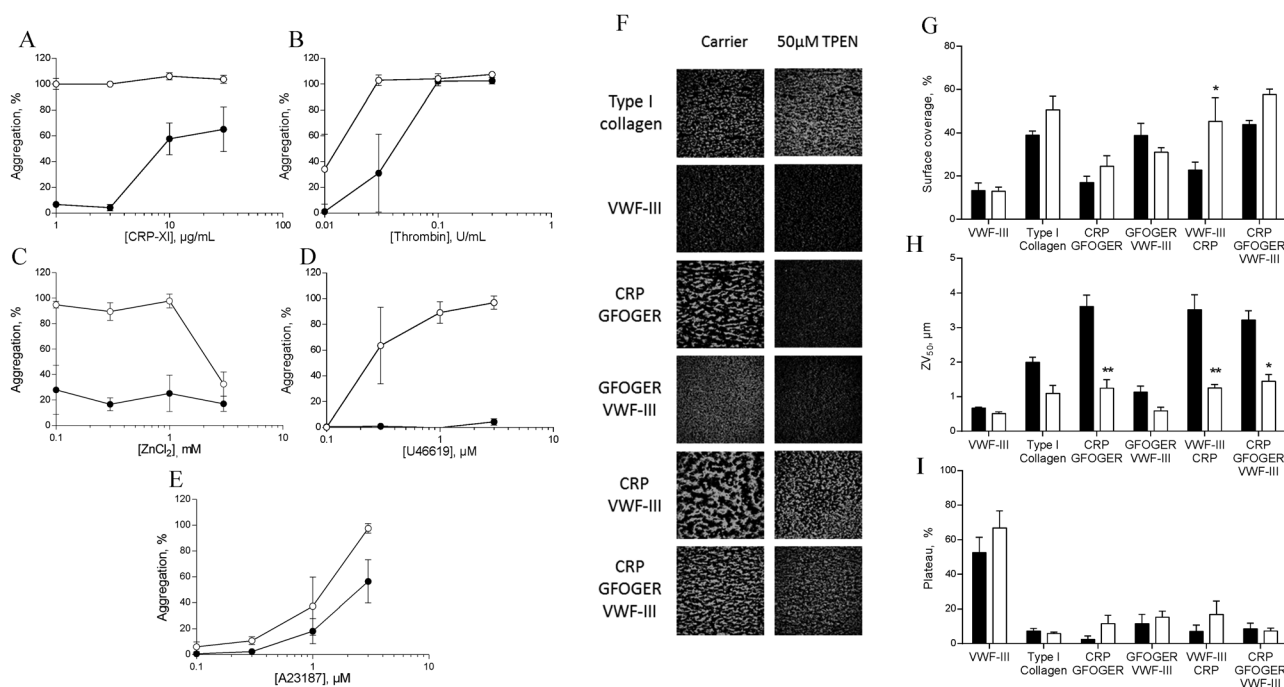 A
Aggregation, %
120
100
80
60
40
20
0
1
10
100
[CRP-XI], µg/mL
B
Aggregation, %
120
100
80
60
40
20
0
0.01
0.1
1
[Thrombin], U/mL
C
Aggregation, %
120
100
80
60
40
20
0
0.1
1
10
[ZnCl2], mM
D
Aggregation, %
120
100
80
60
40
20
0
0.1
1
10
[U46619], µM
E
Aggregation, %
120
100
80
60
40
20
0
0.1
1
10
[A23187], µM
F
Carrier
50µM TPEN
Type I
collagen
VWF-III
CRP
GFOGER
GFOGER
VWF-III
CRP
VWF-III
CRP
GFOGER
VWF-III
G
Surface coverage, %
80
60
40
20
0
*
VWF-III
Type I
Collagen
CRP
GFOGER
GFOGER
VWF-III
VWF-III
CRP
CRP
GFOGER
VWF-III
H
ZV50, µm
5
4
3
2
1
0
**
**
*
VWF-III
Type I
Collagen
CRP
GFOGER
GFOGER
VWF-III
VWF-III
CRP
CRP
GFOGER
VWF-III
I
Plateau, %
100
80
60
40
20
0
VWF-III
Type I
Collagen
CRP
GFOGER
GFOGER
VWF-III
VWF-III
CRP
CRP
GFOGER
VWF-III